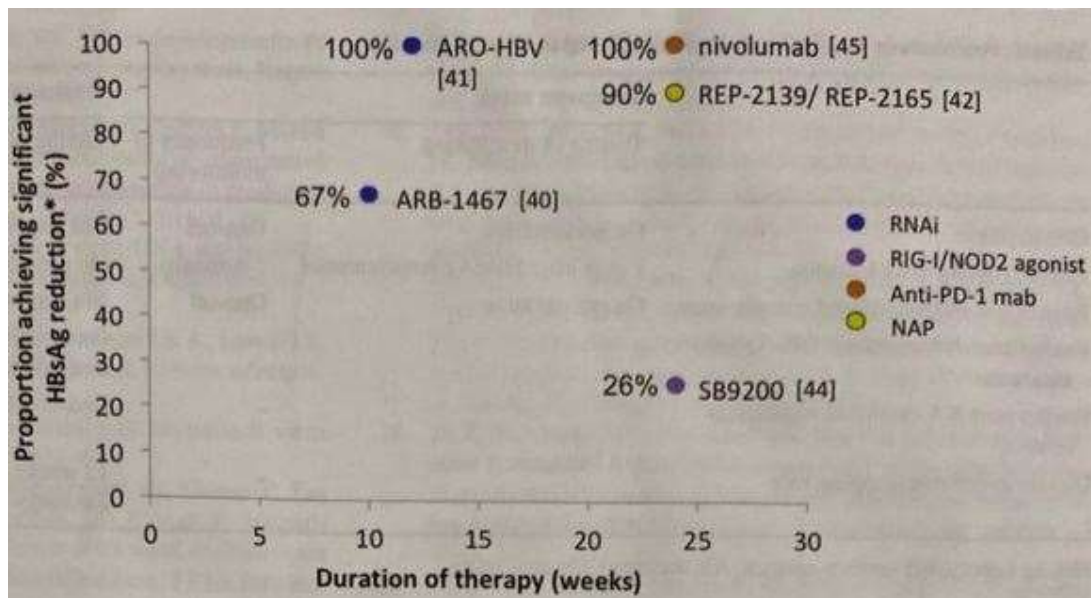 Proportion achieving significant
HBsAg reduction* (%)
100
90
80
70
60
50
40
30
20
10
0
100% ARO-HBV
[41]
100% nivolumab [45]
90% REP-2139/ REP-2165 [42]
67% ARB-1467 [40]
26% SB9200 [44]
RNAi
RIG-I/NOD2 agonist
Anti-PD-1 mab
NAP
0 5 10 15 20 25 30
Duration of therapy (weeks)